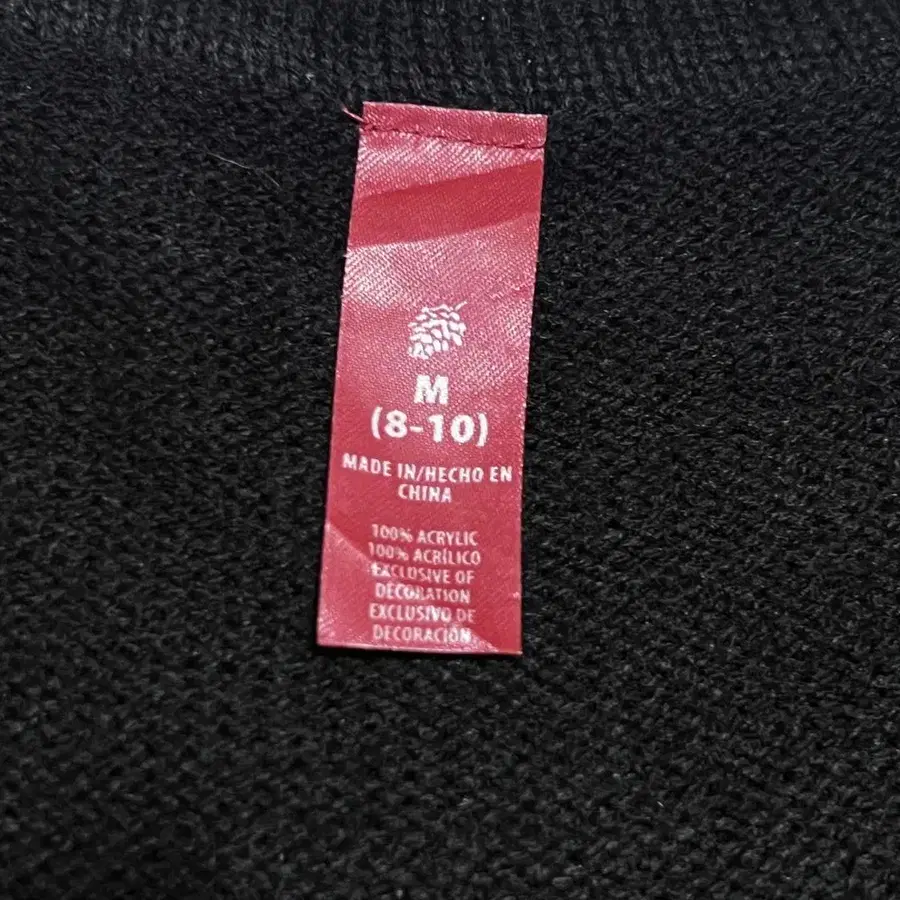 M
(8-10)
MADE IN/HECHO EN
CHINA
100% ACRYLIC
100% ACRÍLICO
EXCLUSIVE OF
DECORATION
EXCLUSIVO DE
DECORACIÓN